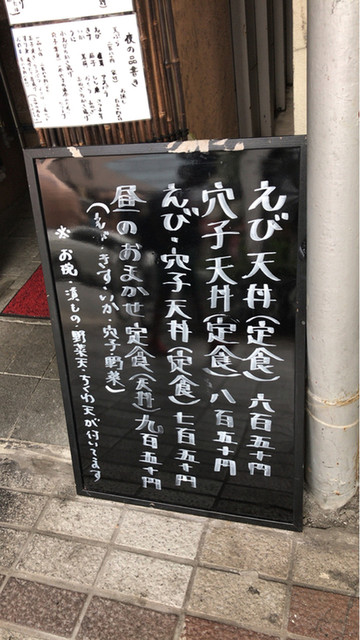 えび天丼(定食) 六百五十円
穴子天丼(定食) 八百五十円
えび・穴子天丼(定食) 七百五十円
昼のおまかせ定食(天丼) 九百五十円
(えび・きす・いか・穴子・野菜)
※ お碗・漬もの・野菜天・ちくわ天が付いてます
夜の品書き